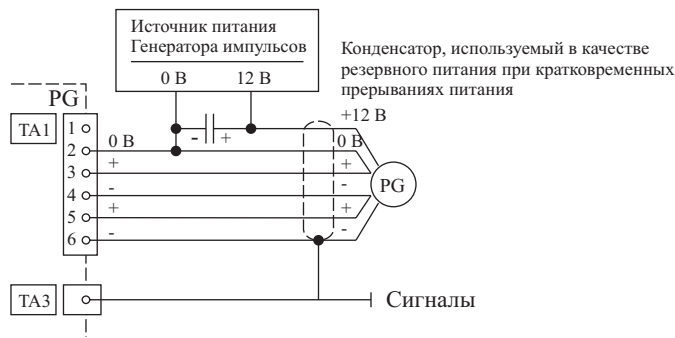 Источник питания
Генератора импульсов
0 В 12 В
Конденсатор, используемый в качестве
резервного питания при кратковременных
прерываниях питания
PG
TA1
1
2
3
4
5
6
0 В
+
-
+
-
- +
+12 В
0 В
+
-
+
-
PG
TA3
Сигналы